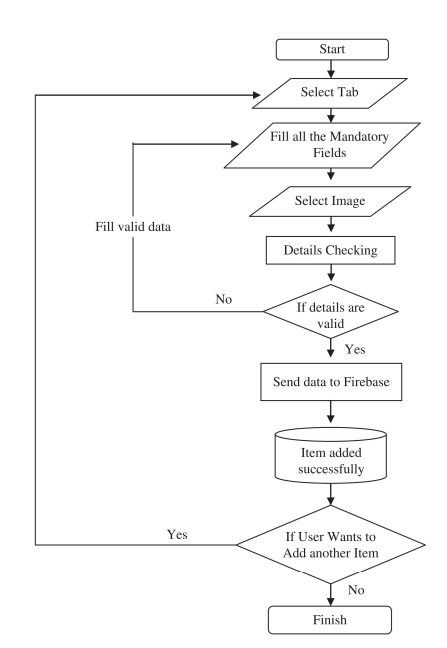 Start
Select Tab
Fill all the Mandatory
Fields
Select Image
Fill valid data
Details Checking
No
If details are
valid
Yes
Send data to Firebase
Item added
successfully
Yes
If User Wants to
Add another Item
No
Finish